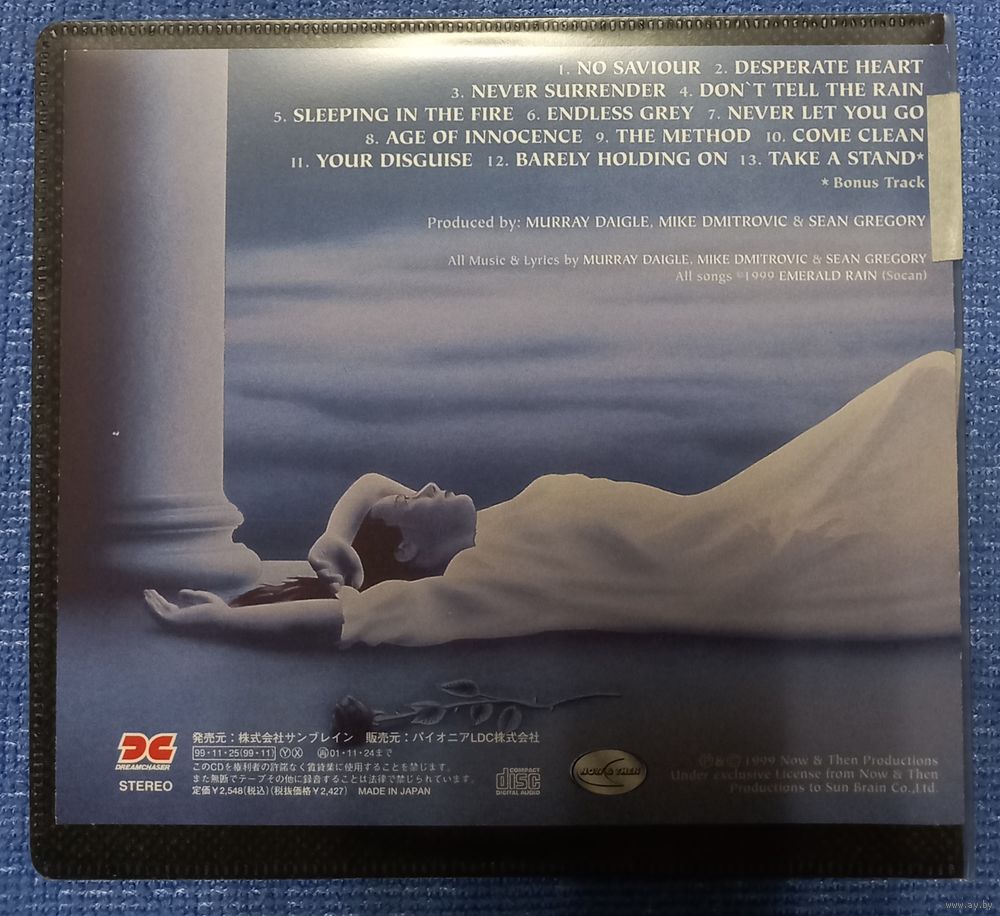 1. NO SAVIOUR 2. DESPERATE HEART
3. NEVER SURRENDER 4. DON`T TELL THE RAIN
5. SLEEPING IN THE FIRE 6. ENDLESS GREY 7. NEVER LET YOU GO
8. AGE OF INNOCENCE 9. THE METHOD 10. COME CLEAN
11. YOUR DISGUISE 12. BARELY HOLDING ON 13. TAKE A STAND*
* Bonus Track
Produced by: MURRAY DAIGLE, MIKE DMITROVIC & SEAN GREGORY
All Music & Lyrics by MURRAY DAIGLE, MIKE DMITROVIC & SEAN GREGORY
All songs ©1999 EMERALD RAIN (Socan)
DC
DREAMCHASER
STEREO
発売元：株式会社サンブレイン 販売元：パイオニアLDC株式会社
99・11・25(99・11) Ⓨ Ⓧ ㊢01・11・24まで
このCDを権利者の許諾なく賃貸業に使用することを禁じます。
また無断でテープその他に録音することは法律で禁じられています。
定価￥2,548(税込)(税抜価格￥2,427) MADE IN JAPAN
COMPACT
disc
DIGITAL AUDIO
NOW & THEN
℗&© 1999 Now & Then Productions
Under exclusive License from Now & Then
Productions to Sun Brain Co.,Ltd.
www.ay.by